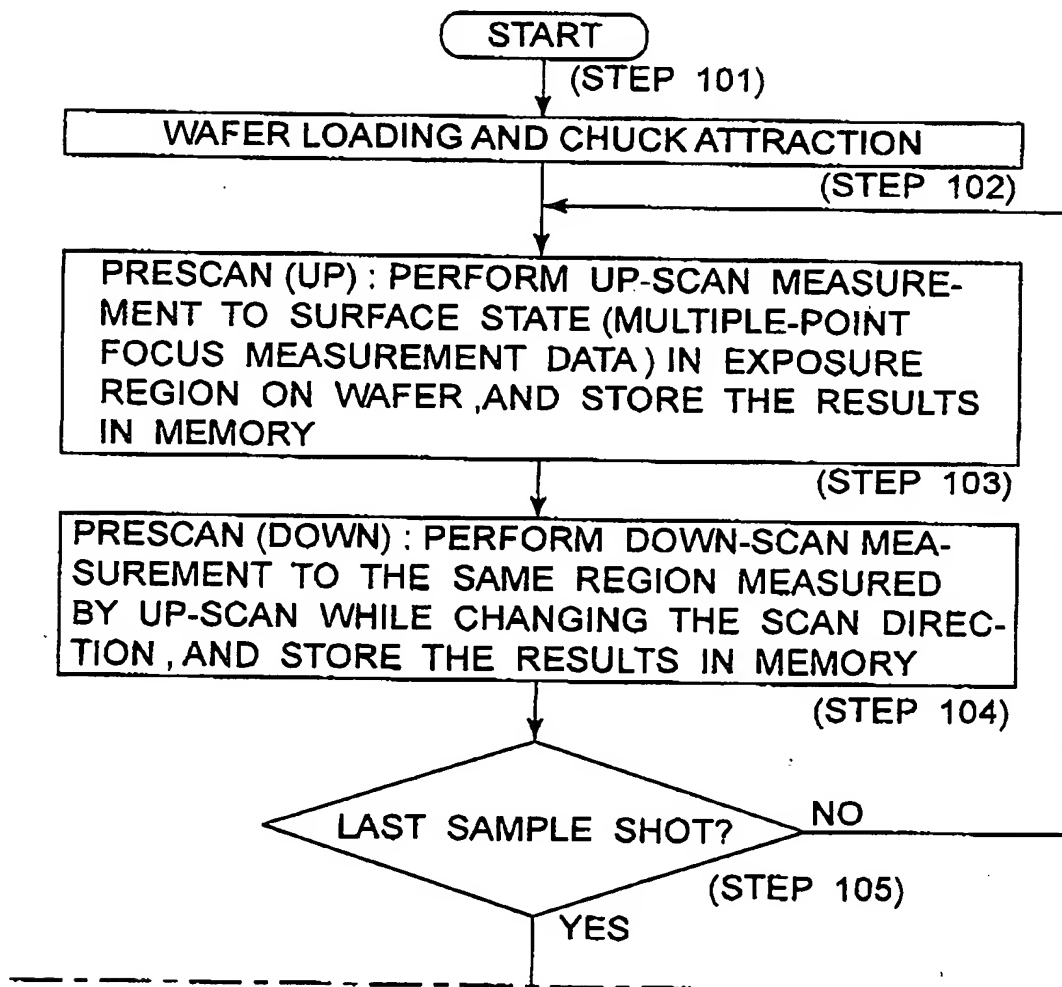 START
(STEP 101)
WAFER LOADING AND CHUCK ATTRACTION
(STEP 102)
PRESCAN (UP) : PERFORM UP-SCAN MEASURE-
MENT TO SURFACE STATE (MULTIPLE-POINT
FOCUS MEASUREMENT DATA) IN EXPOSURE
REGION ON WAFER ,AND STORE THE RESULTS
IN MEMORY
(STEP 103)
PRESCAN (DOWN) : PERFORM DOWN-SCAN MEA-
SUREMENT TO THE SAME REGION MEASURED
BY UP-SCAN WHILE CHANGING THE SCAN DIREC-
TION ,AND STORE THE RESULTS IN MEMORY
(STEP 104)
LAST SAMPLE SHOT?
NO
(STEP 105)
YES